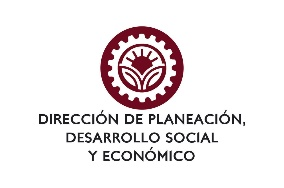 DIRECCIÓN DE PLANEACIÓN,
DESARROLLO SOCIAL
Y ECONÓMICO